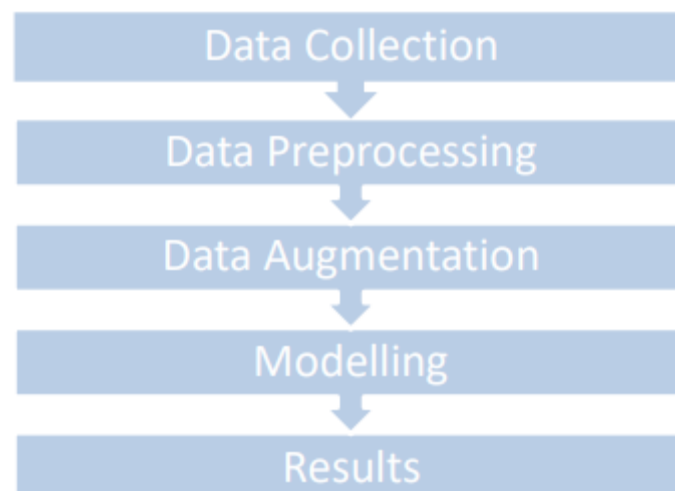 Data Collection
Data Preprocessing
Data Augmentation
Modelling
Results